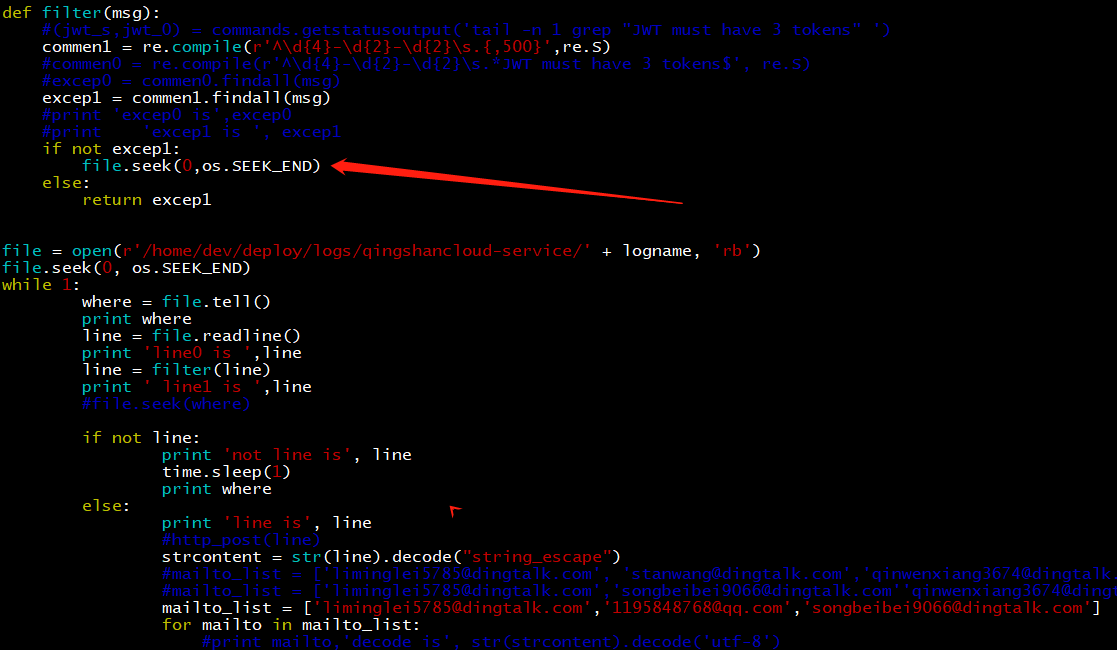 def filter(msg):
    #(jwt_s,jwt_O) = commands.getstatusoutput('tail -n 1 grep "JWT must have 3 tokens" ')
    commen1 = re.compile(r'^\d{4}-\d{2}-\d{2}\s.{,500}',re.S)
    #commen0 = re.compile(r'^\d{4}-\d{2}-\d{2}\s.*JWT must have 3 tokens$', re.S)
    #excep0 = commen0.findall(msg)
    excep1 = commen1.findall(msg)
    #print 'excep0 is',excep0
    #print    'excep1 is ', excep1
    if not excep1:
        file.seek(0,os.SEEK_END)
    else:
        return excep1
file = open(r'/home/dev/deploy/logs/qingshancloud-service/' + logname, 'rb')
file.seek(0, os.SEEK_END)
while 1:
        where = file.tell()
        print where
        line = file.readline()
        print 'line0 is ',line
        line = filter(line)
        print ' line1 is ',line
        #file.seek(where)
        if not line:
                print 'not line is', line
                time.sleep(1)
                print where
        else:
                print 'line is', line
                #http_post(line)
                strcontent = str(line).decode("string_escape")
                #mailto_list = ['liminglei5785@dingtalk.com', 'stanwang@dingtalk.com','qinwenxiang3674@dingtalk.
                #mailto_list = ['liminglei5785@dingtalk.com','songbeibei9066@dingtalk.com''qinwenxiang3674@dingt
                mailto_list = ['liminglei5785@dingtalk.com','1195848768@qq.com','songbeibei9066@dingtalk.com']
                for mailto in mailto_list:
                    #print mailto,'decode is', str(strcontent).decode('utf-8')